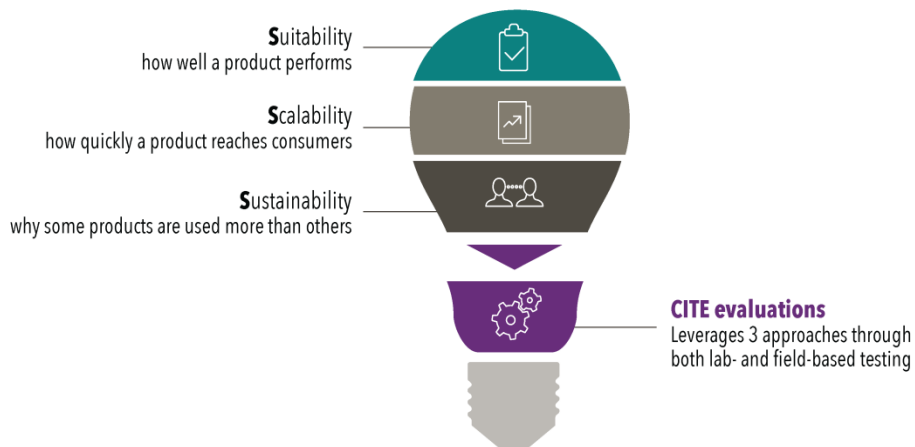 Suitability
how well a product performs
Scalability
how quickly a product reaches consumers
Sustainability
why some products are used more than others
CITE evaluations
Leverages 3 approaches through
both lab- and field-based testing